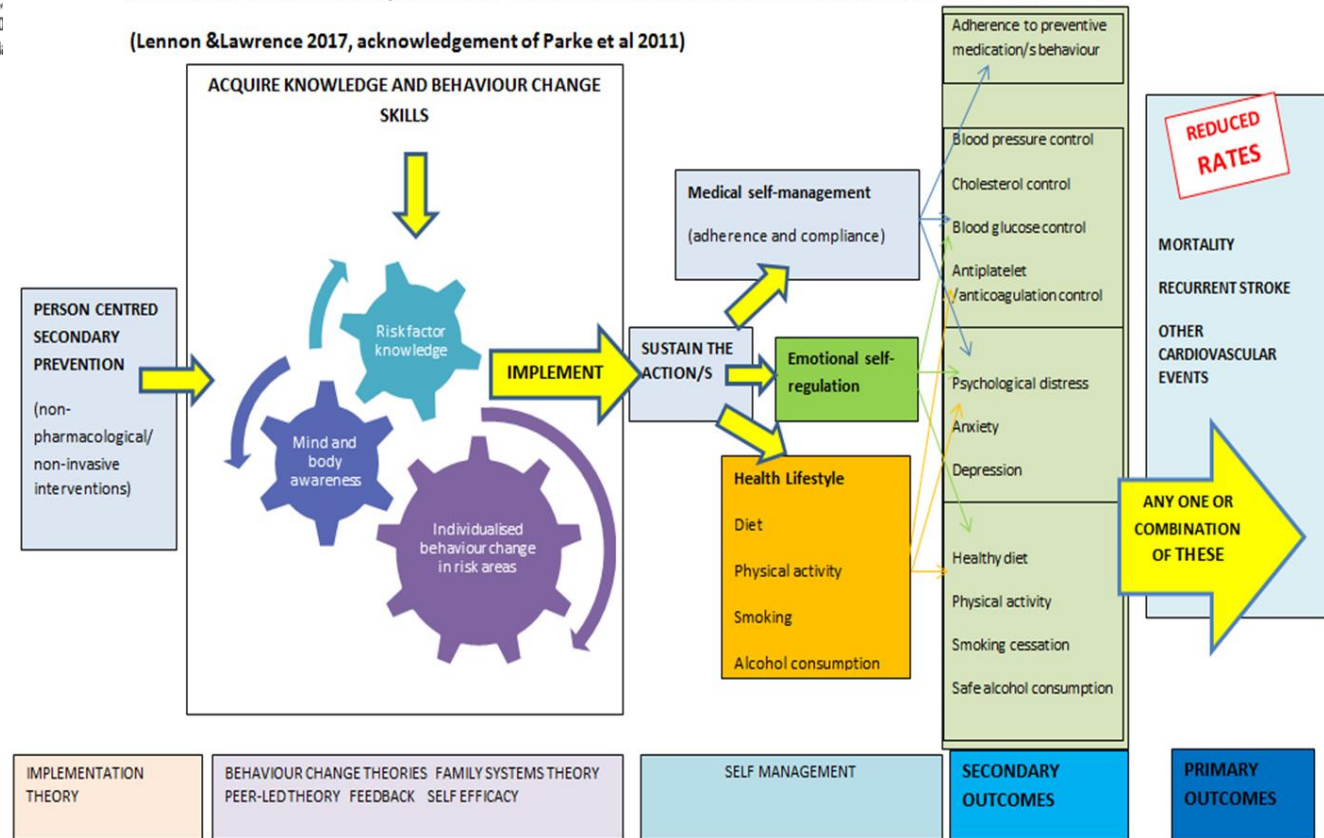 (Lennon &Lawrence 2017, acknowledgement of Parke et al 2011)
ACQUIRE KNOWLEDGE AND BEHAVIOUR CHANGE
SKILLS
PERSON CENTRED
SECONDARY
PREVENTION
(non-
pharmacological/
non-invasive
interventions)
Risk factor
knowledge
Mind and
body
awareness
Individualised
behaviour change
in risk areas
IMPLEMENT
SUSTAIN THE
ACTION/S
Medical self-management
(adherence and compliance)
Emotional self-
regulation
Health Lifestyle
Diet
Physical activity
Smoking
Alcohol consumption
Adherence to preventive
medication/s behaviour
Blood pressure control
Cholesterol control
Blood glucose control
Antiplatelet
/anticoagulation control
Psychological distress
Anxiety
Depression
Healthy diet
Physical activity
Smoking cessation
Safe alcohol consumption
REDUCED
RATES
MORTALITY
RECURRENT STROKE
OTHER
CARDIOVASCULAR
EVENTS
ANY ONE OR
COMBINATION
OF THESE
IMPLEMENTATION
THEORY
BEHAVIOUR CHANGE THEORIES FAMILY SYSTEMS THEORY
PEER-LED THEORY FEEDBACK SELF EFFICACY
SELF MANAGEMENT
SECONDARY
OUTCOMES
PRIMARY
OUTCOMES